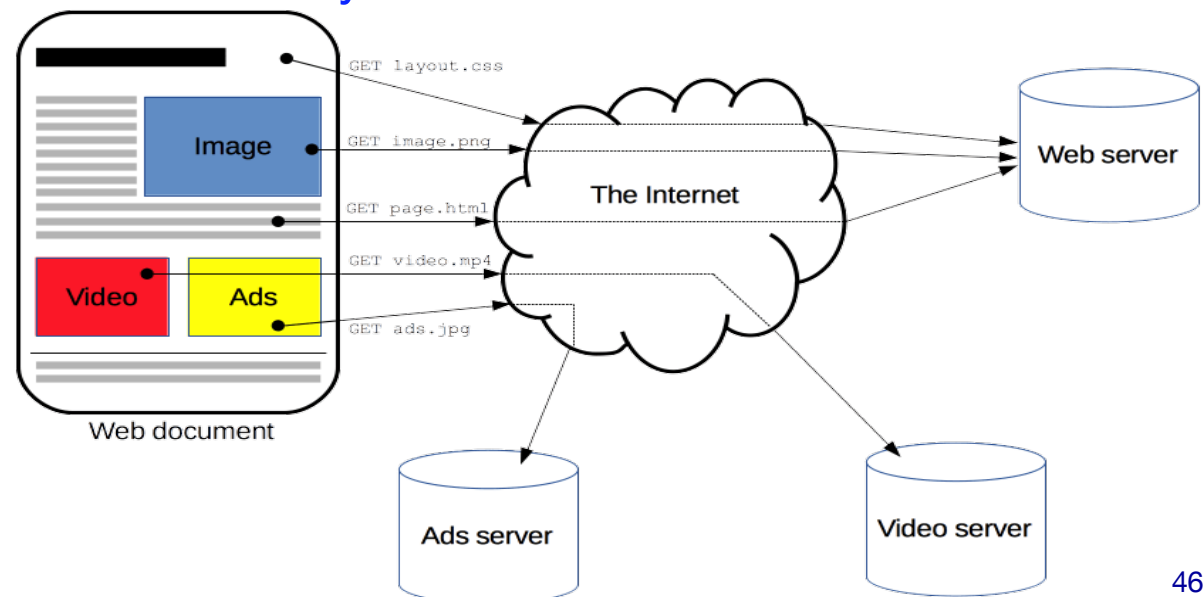 GET layout.css
Image
GET image.png
Web server
The Internet
GET page.html
GET video.mp4
Video
Ads
GET ads.jpg
Web document
Ads server
Video server
46